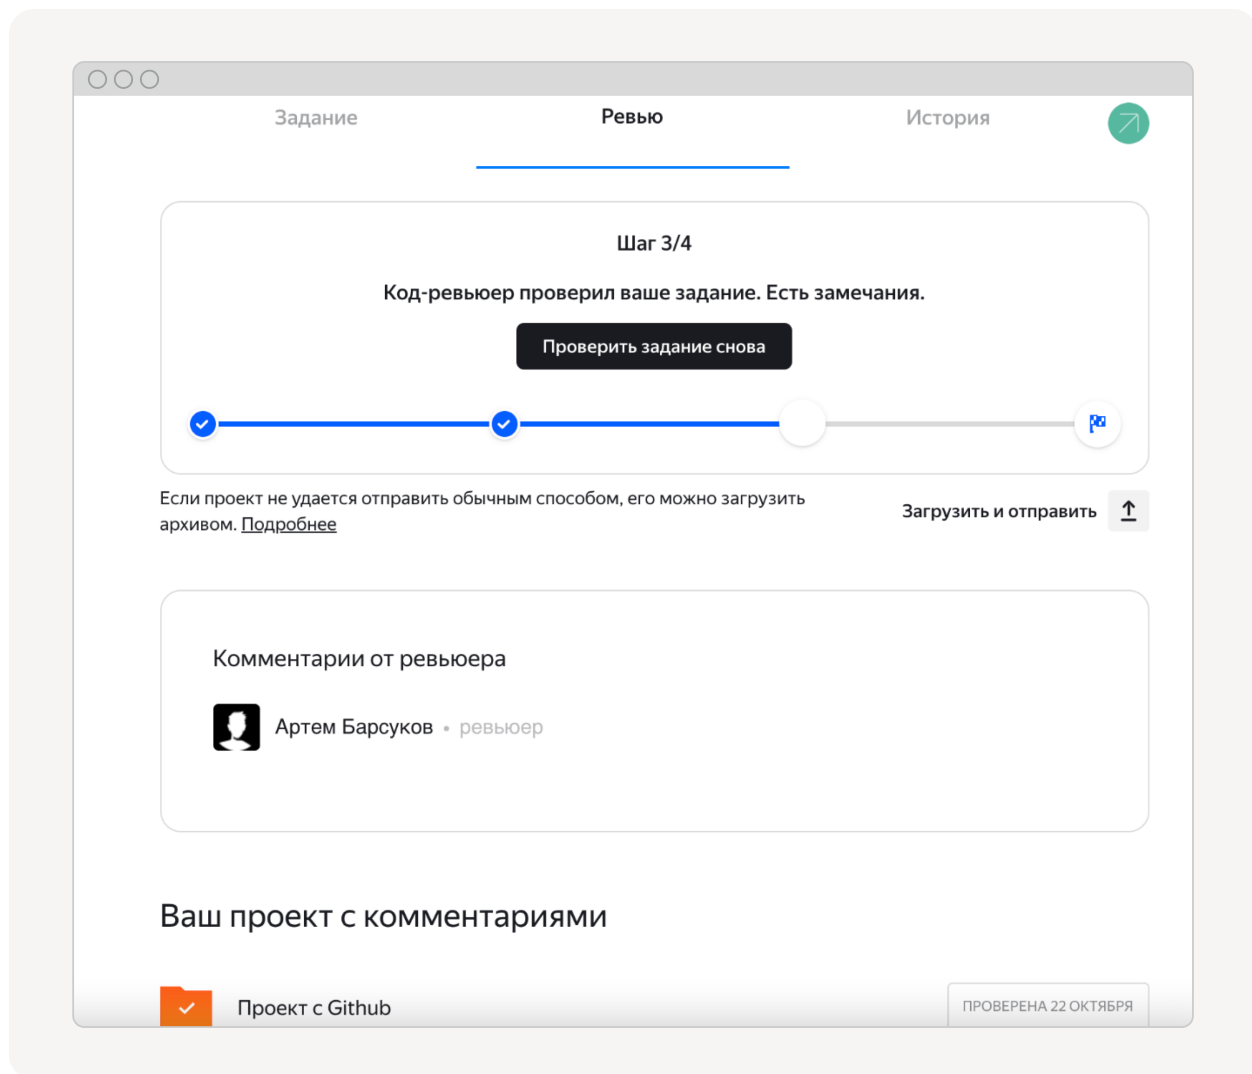 Задание
Ревью
История
Шаг 3/4
Код-ревьюер проверил ваше задание. Есть замечания.
Проверить задание снова
Если проект не удается отправить обычным способом, его можно загрузить
архивом. Подробнее
Загрузить и отправить
Комментарии от ревьюера
Артем Барсуков • ревьюер
Ваш проект с комментариями
Проект с Github
ПРОВЕРЕНА 22 ОКТЯБРЯ